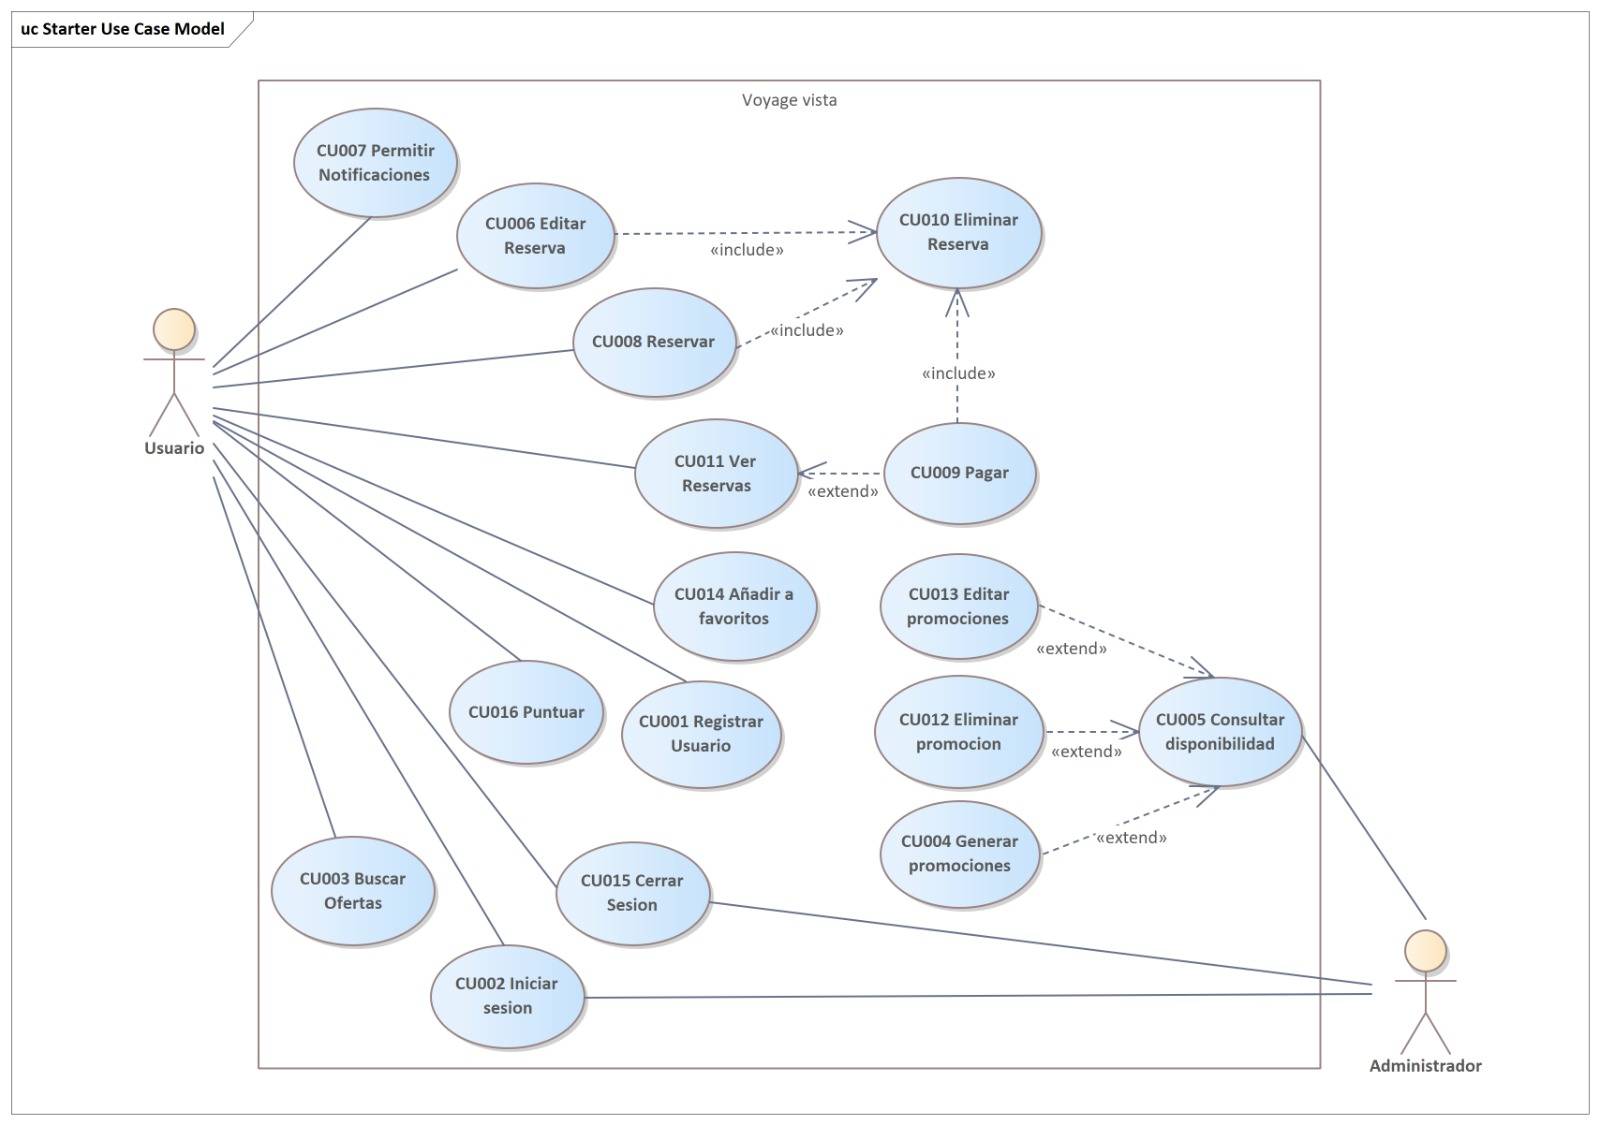 uc Starter Use Case Model
Voyage vista
CU007 Permitir
Notificaciones
CU006 Editar
Reserva
«include»
CU010 Eliminar
Reserva
CU008 Reservar
«include»
«include»
Usuario
CU011 Ver
Reservas
«extend»
CU009 Pagar
CU014 Añadir a
favoritos
CU013 Editar
promociones
«extend»
CU016 Puntuar
CU001 Registrar
Usuario
CU012 Eliminar
promocion
«extend»
CU005 Consultar
disponibilidad
CU004 Generar
promociones
«extend»
CU003 Buscar
Ofertas
CU015 Cerrar
Sesion
CU002 Iniciar
sesion
Administrador